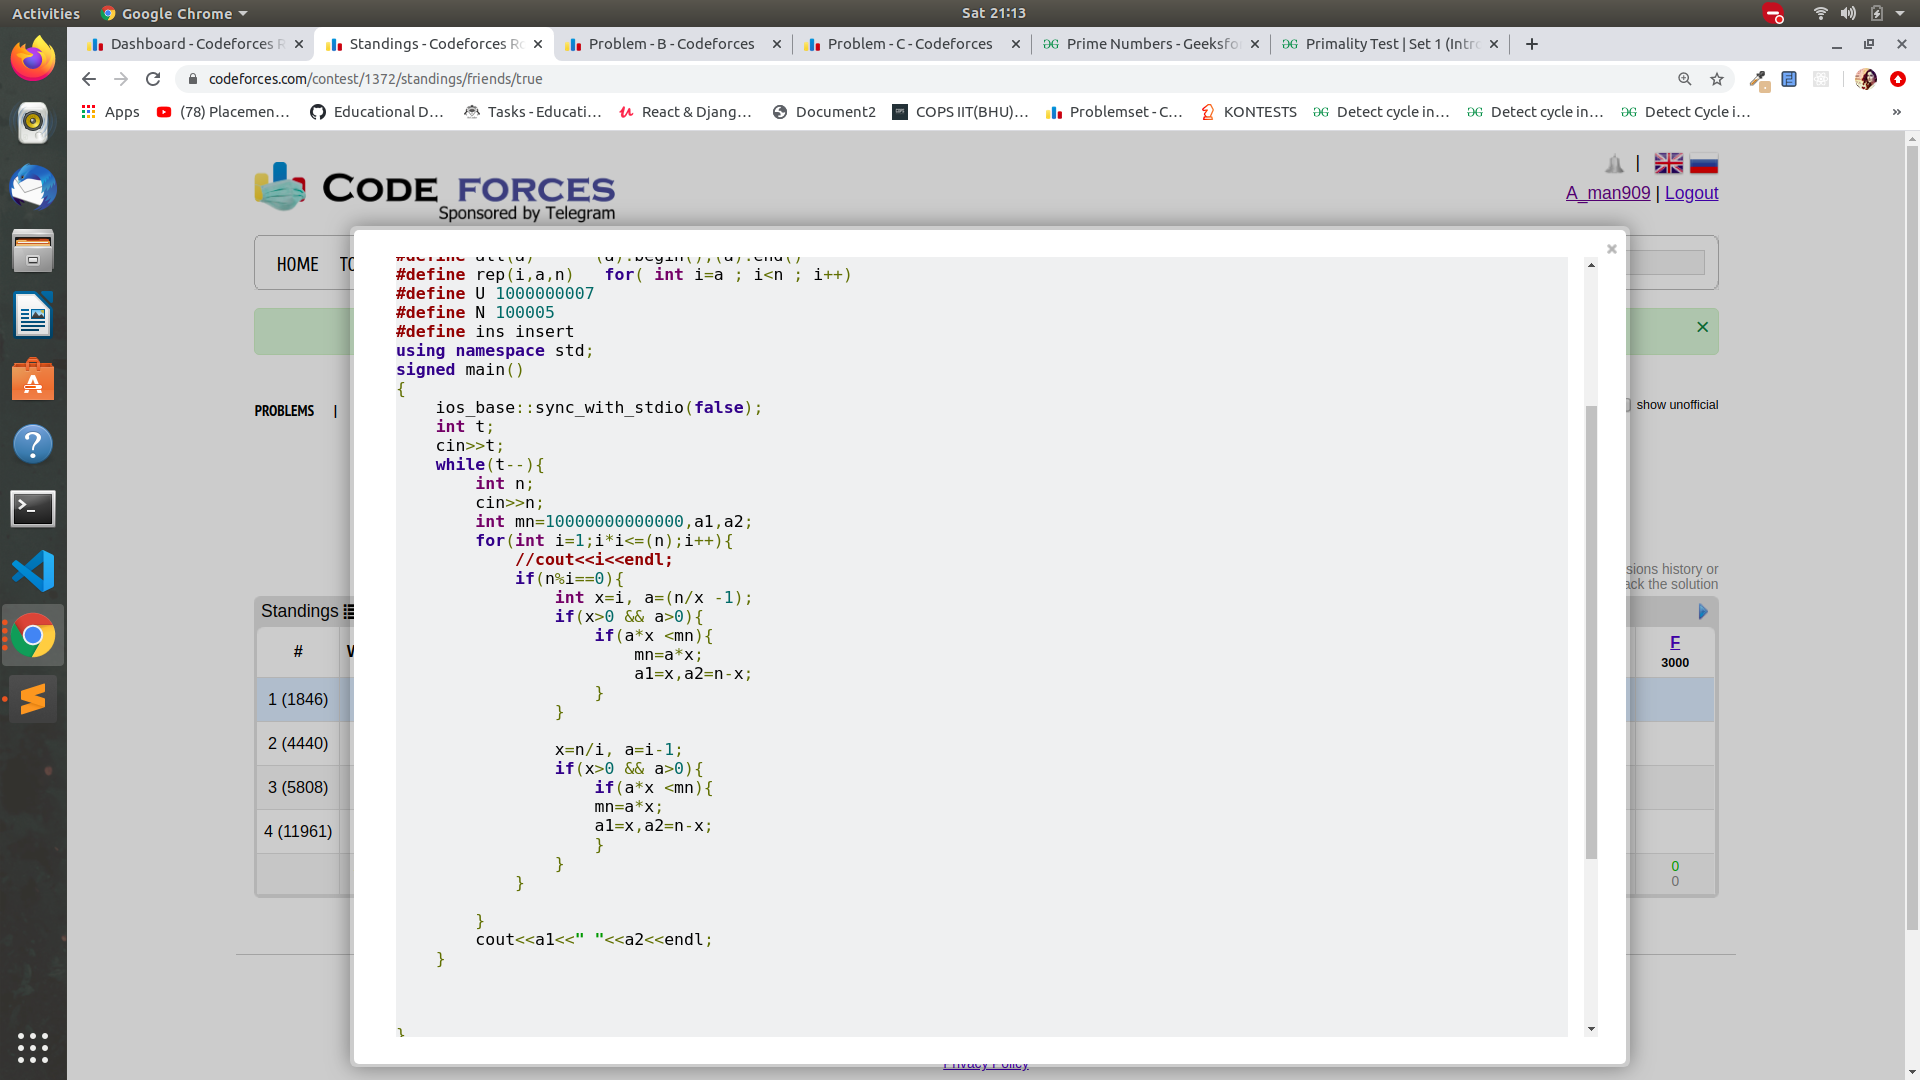 Activities Google Chrome Sat 21:13
Dashboard - Codeforces R Standings - Codeforces Ro Problem - B - Codeforces Problem - C - Codeforces Prime Numbers - Geeksfo Primality Test | Set 1 (Intro
codeforces.com/contest/1372/standings/friends/true
Apps (78) Placemen... Educational D... Tasks - Educati... React & Djang... Document2 COPS IIT(BHU)... Problemset - C... KONTESTS Detect cycle in... Detect cycle in... Detect Cycle i... »
CODE FORCES
Sponsored by Telegram
|
A_man909 | Logout
HOME TO
PROBLEMS |
show unofficial
#define all(a) (a).begin(),(a).end()
#define rep(i,a,n) for( int i=a ; i<n ; i++)
#define U 1000000007
#define N 100005
#define ins insert
using namespace std;
signed main()
{
ios_base::sync_with_stdio(false);
int t;
cin>>t;
while(t--){
int n;
cin>>n;
int mn=10000000000000,a1,a2;
for(int i=1;i*i<=(n);i++){
//cout<<i<<endl;
if(n%i==0){
int x=i, a=(n/x -1);
if(x>0 && a>0){
if(a*x <mn){
mn=a*x;
a1=x,a2=n-x;
}
}
x=n/i, a=i-1;
if(x>0 && a>0){
if(a*x <mn){
mn=a*x;
a1=x,a2=n-x;
}
}
}
}
cout<<a1<<" "<<a2<<endl;
}
}
sions history or
ack the solution
Standings
# F
3000
1 (1846)
2 (4440)
3 (5808)
4 (11961)
0
0
Privacy Policy